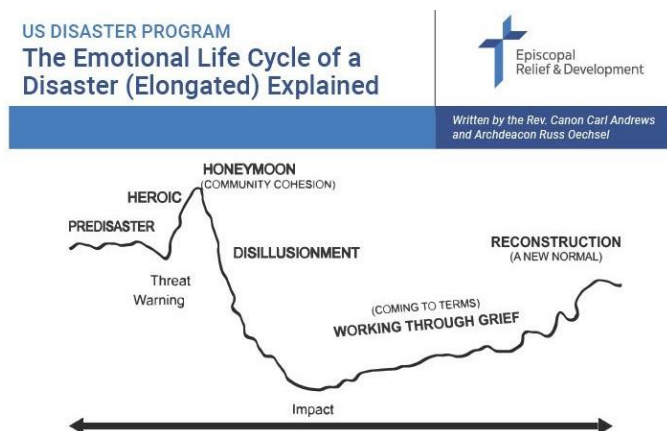 US DISASTER PROGRAM
The Emotional Life Cycle of a
Disaster (Elongated) Explained
Episcopal
Relief & Development
Written by the Rev. Canon Carl Andrews
and Archdeacon Russ Oechsel
HONEYMOON
(COMMUNITY COHESION)
HEROIC
PREDISASTER
DISILLUSIONMENT
RECONSTRUCTION
(A NEW NORMAL)
Threat
Warning
(COMING TO TERMS)
WORKING THROUGH GRIEF
Impact